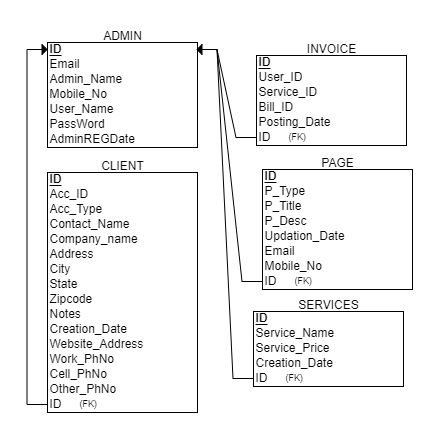 ADMIN
ID
Email
Admin_Name
Mobile_No
User_Name
PassWord
AdminREGDate
CLIENT
ID
Acc_ID
Acc_Type
Contact_Name
Company_name
Address
City
State
Zipcode
Notes
Creation_Date
Website_Address
Work_PhNo
Cell_PhNo
Other_PhNo
ID (FK)
INVOICE
ID
User_ID
Service_ID
Bill_ID
Posting_Date
ID (FK)
PAGE
ID
P_Type
P_Title
P_Desc
Updation_Date
Email
Mobile_No
ID (FK)
SERVICES
ID
Service_Name
Service_Price
Creation_Date
ID (FK)